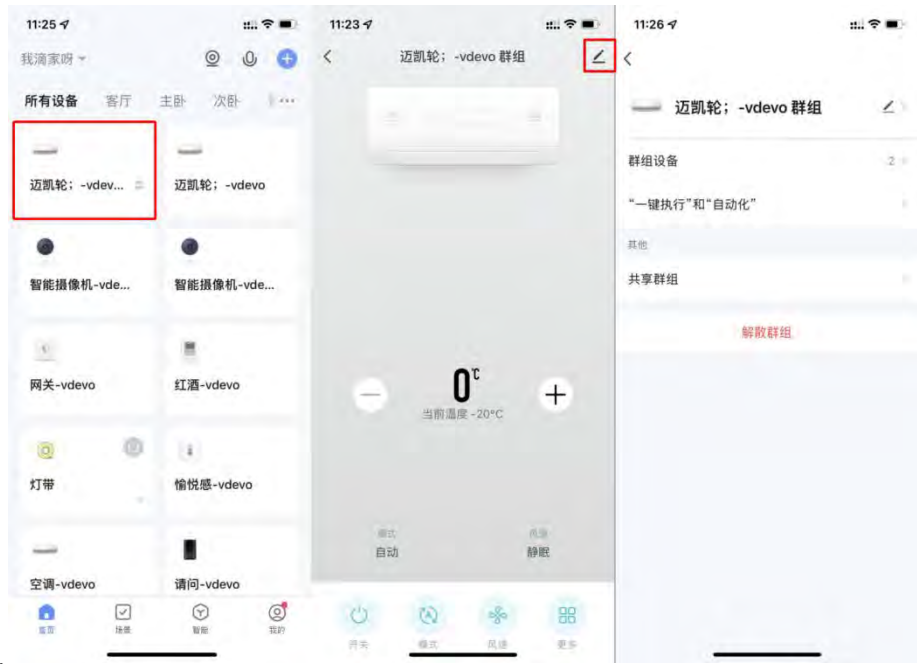 11:25
我滴家呀
所有设备 客厅 主卧 次卧
迈凯轮；-vdev...
迈凯轮；-vdevo
智能摄像机-vde...
智能摄像机-vde...
网关-vdevo
红酒-vdevo
灯带
愉悦感-vdevo
空调-vdevo
请问-vdevo
首页 场景 智能 我的
11:23
迈凯轮；-vdevo 群组
0℃
当前温度 -20°C
模式
自动
风速
静眠
开关 模式 风速 更多
11:26
迈凯轮；-vdevo 群组
群组设备 2
“一键执行”和“自动化”
其他
共享群组
解散群组